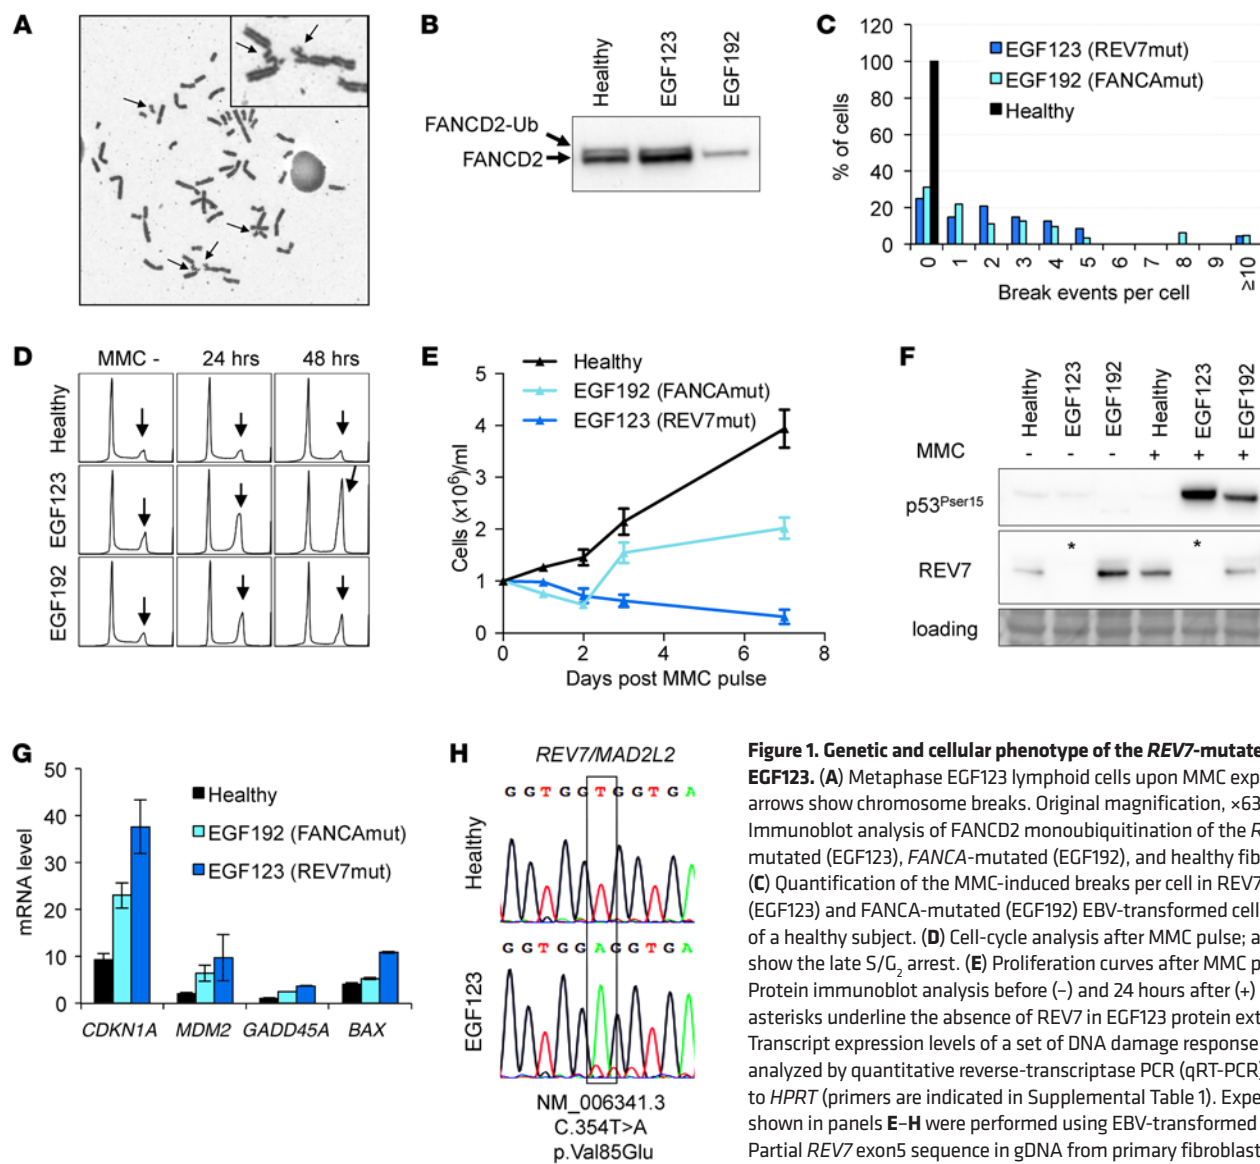 A
B
Healthy
EGF123
EGF192
FANCD2-Ub
FANCD2
C
120
100
80
60
40
20
0
% of cells
EGF123 (REV7mut)
EGF192 (FANCAmut)
Healthy
0 1 2 3 4 5 6 7 8 9 ≥10
Break events per cell
D
MMC - 24 hrs 48 hrs
Healthy
EGF123
EGF192
E
Healthy
EGF192 (FANCAmut)
EGF123 (REV7mut)
5
4
3
2
1
0
Cells (x10⁶)/ml
0 2 4 6 8
Days post MMC pulse
F
Healthy
EGF123
EGF192
Healthy
EGF123
EGF192
MMC - - - + + +
p53Pser15
* *
REV7
loading
G
50
40
30
20
10
0
mRNA level
Healthy
EGF192 (FANCAmut)
EGF123 (REV7mut)
CDKN1A MDM2 GADD45A BAX
H
REV7/MAD2L2
Healthy
G G T G G T G G T G A
EGF123
G G T G G A G G T G A
NM_006341.3
C.354T>A
p.Val85Glu
Figure 1. Genetic and cellular phenotype of the REV7-mutate
EGF123. (A) Metaphase EGF123 lymphoid cells upon MMC exp
arrows show chromosome breaks. Original magnification, ×63
Immunoblot analysis of FANCD2 monoubiquitination of the R
mutated (EGF123), FANCA-mutated (EGF192), and healthy fib
(C) Quantification of the MMC-induced breaks per cell in REV7
(EGF123) and FANCA-mutated (EGF192) EBV-transformed cell
of a healthy subject. (D) Cell-cycle analysis after MMC pulse; a
show the late S/G₂ arrest. (E) Proliferation curves after MMC p
Protein immunoblot analysis before (–) and 24 hours after (+)
asterisks underline the absence of REV7 in EGF123 protein ext
Transcript expression levels of a set of DNA damage response
analyzed by quantitative reverse-transcriptase PCR (qRT-PCR)
to HPRT (primers are indicated in Supplemental Table 1). Expe
shown in panels E–H were performed using EBV-transformed
Partial REV7 exon5 sequence in gDNA from primary fibroblast